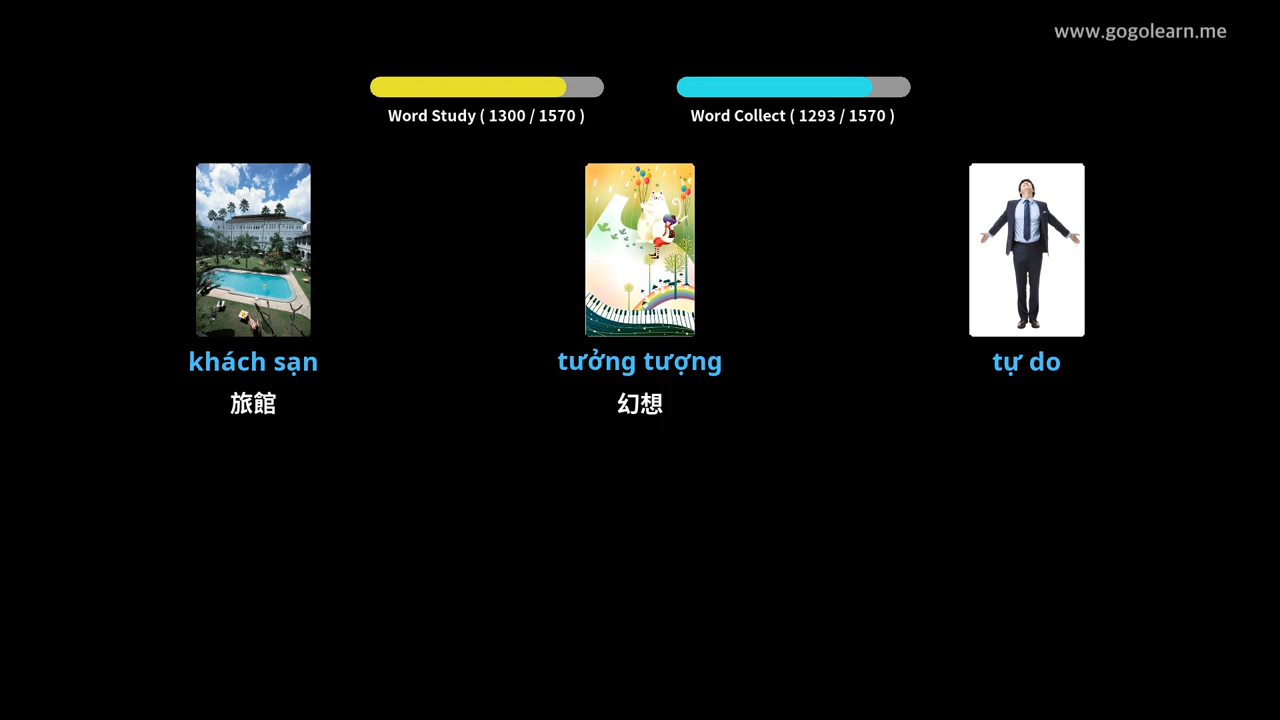 www.gogolearn.me
Word Study ( 1300 / 1570 )
Word Collect ( 1293 / 1570 )
khách sạn
tưởng tượng
tự do
旅館
幻想